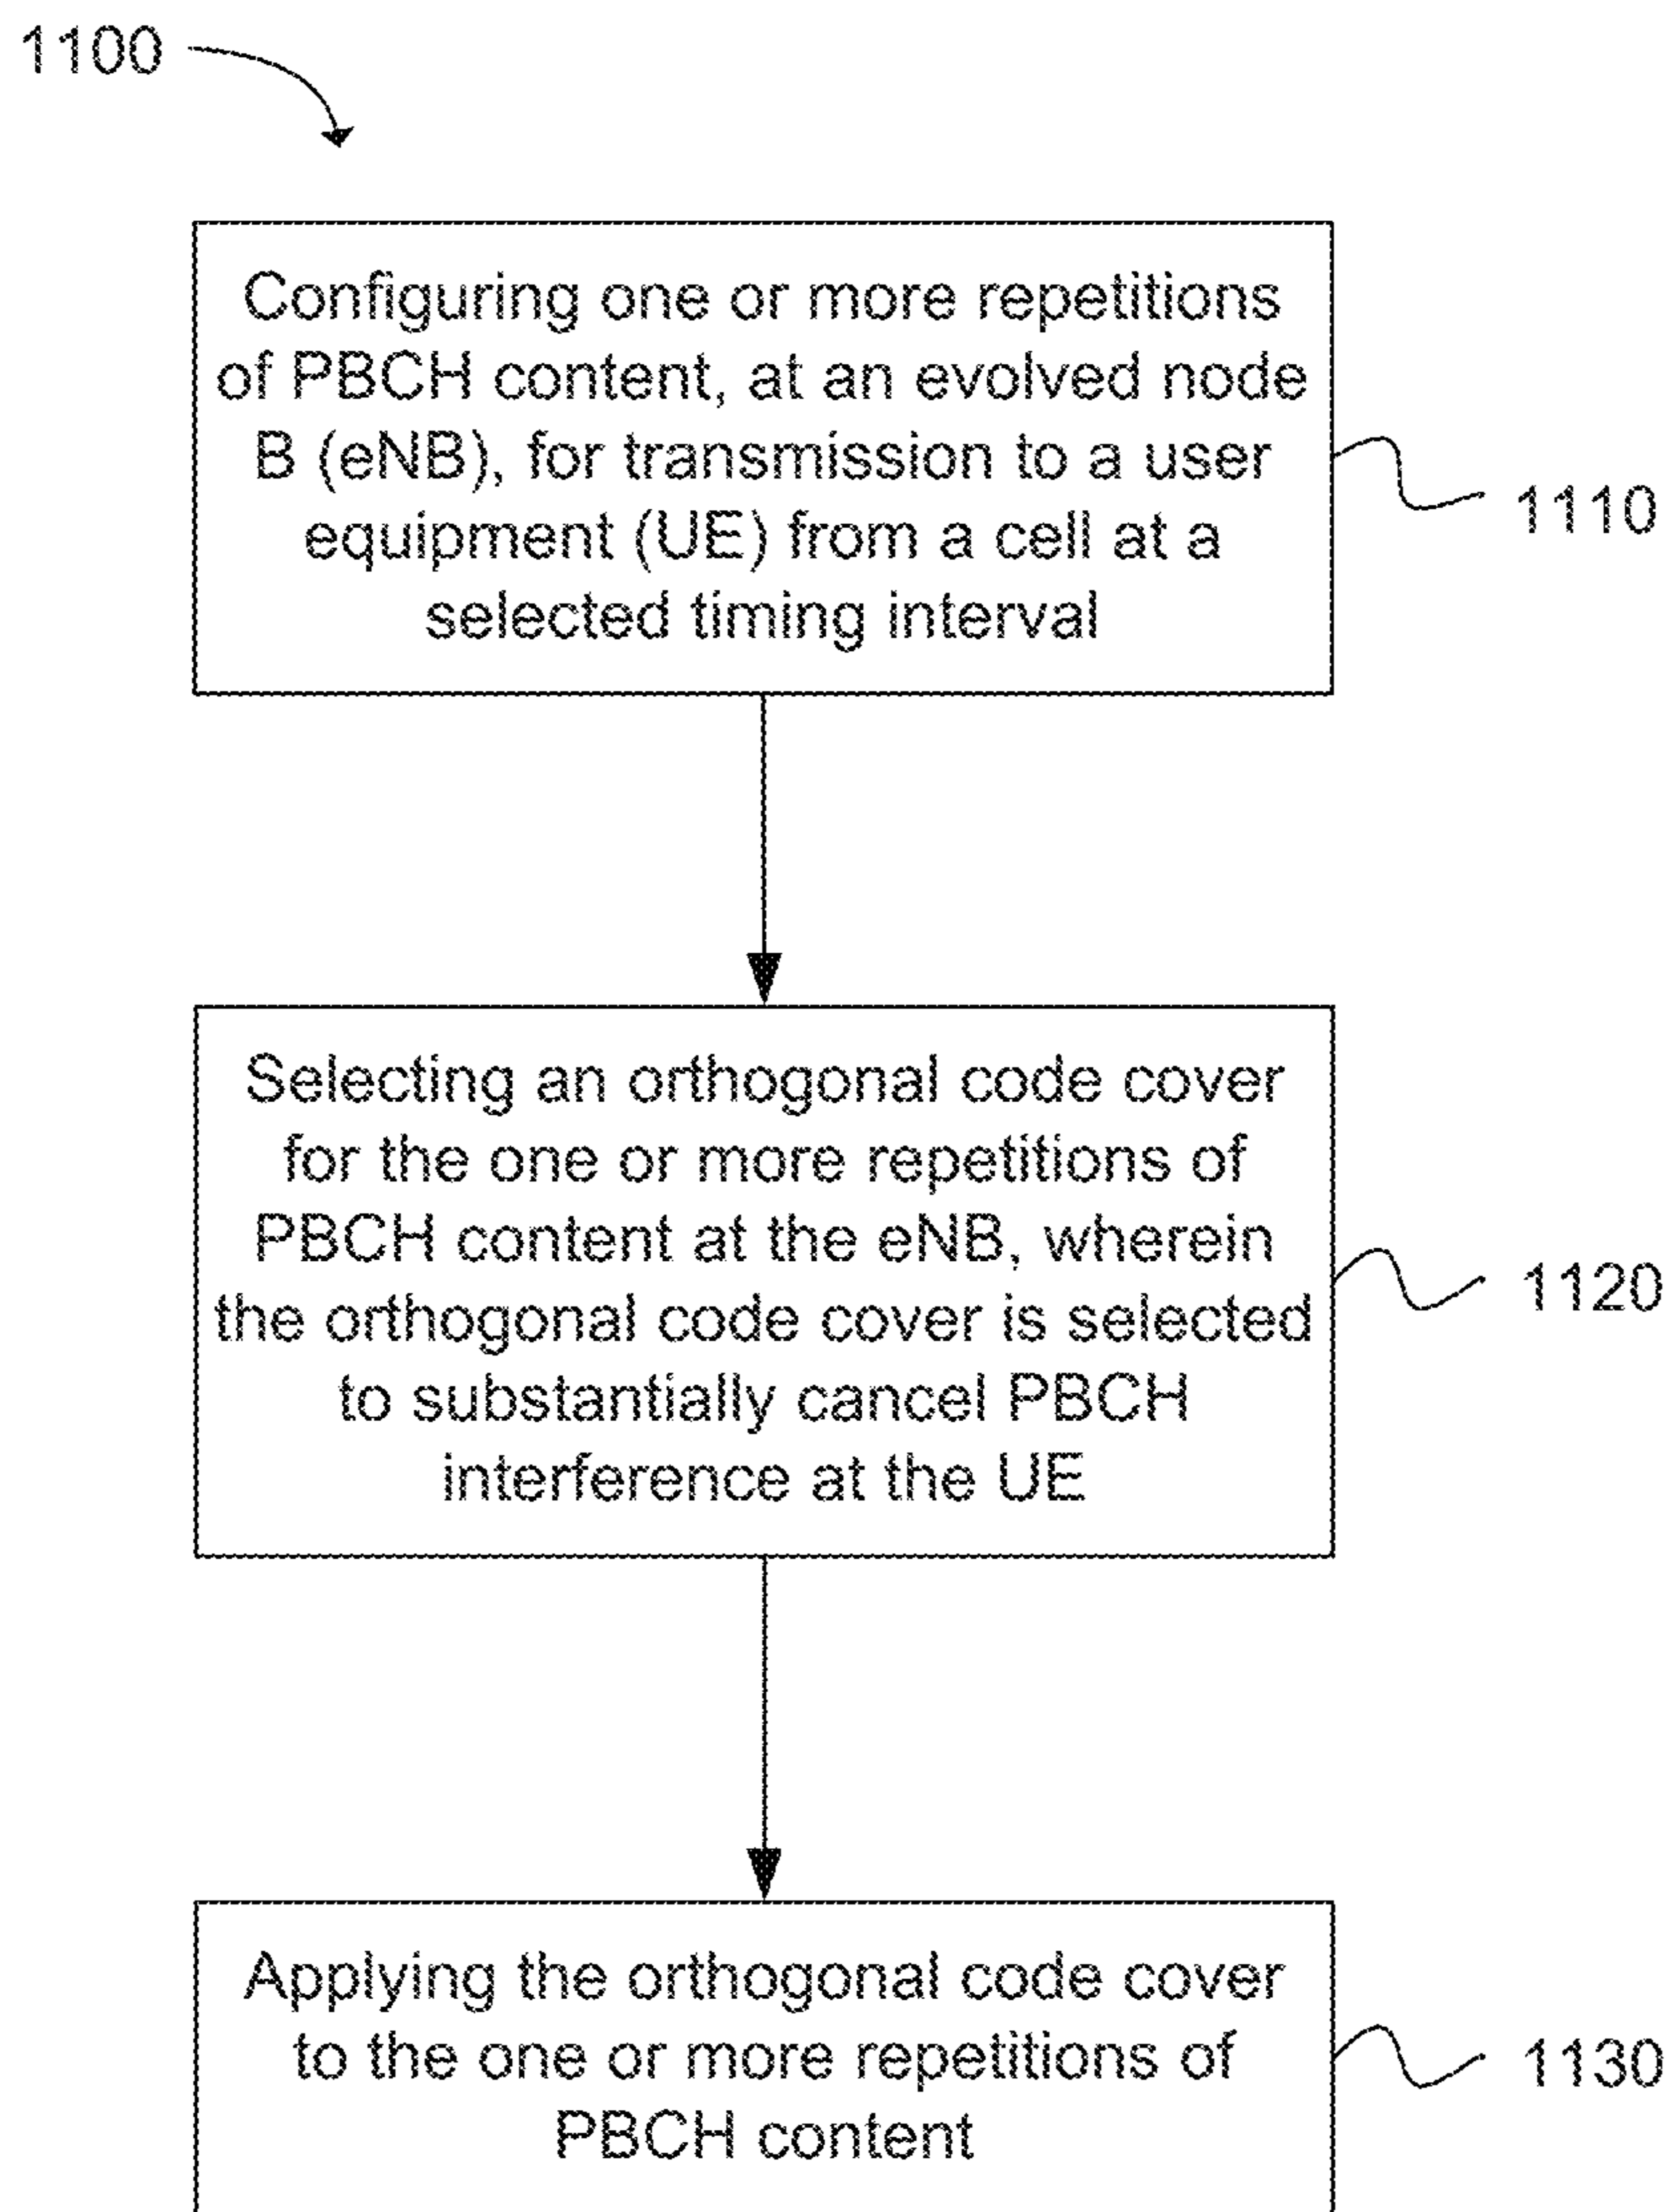 1100
Configuring one or more repetitions
of PBCH content, at an evolved node
B (eNB), for transmission to a user
equipment (UE) from a cell at a
selected timing interval
1110
Selecting an orthogonal code cover
for the one or more repetitions of
PBCH content at the eNB, wherein
the orthogonal code cover is selected
to substantially cancel PBCH
interference at the UE
1120
Applying the orthogonal code cover
to the one or more repetitions of
PBCH content
1130